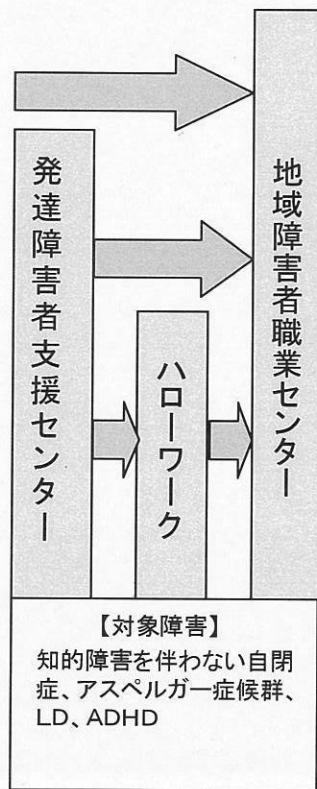 発達障害者支援センター
ハローワーク
地域障害者職業センター
【対象障害】
知的障害を伴わない自閉
症、アスペルガー症候群、
LD、ADHD